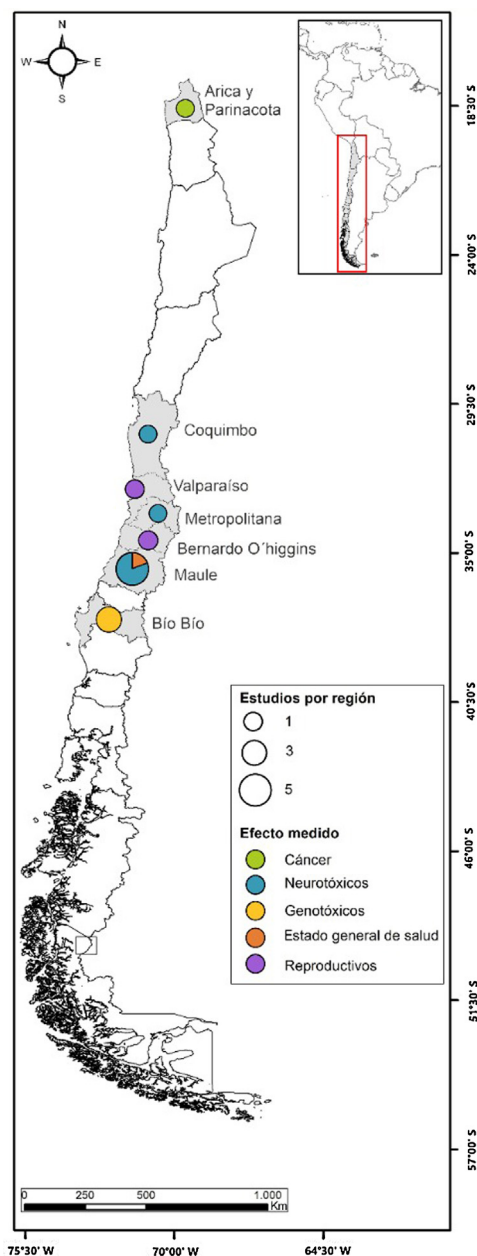 N
W E
S
Arica y
Parinacota
18°30' S
24°00' S
29°30' S
Coquimbo
Valparaíso
Metropolitana
Bernardo O´higgins
35°00' S
Maule
Bío Bío
40°30' S
Estudios por región
1
3
5
Efecto medido
46°00' S
Cáncer
Neurotóxicos
Genotóxicos
Estado general de salud
Reproductivos
51°30' S
57°00' S
0 250 500 1.000
Km
75°30' W 70°00' W 64°30' W